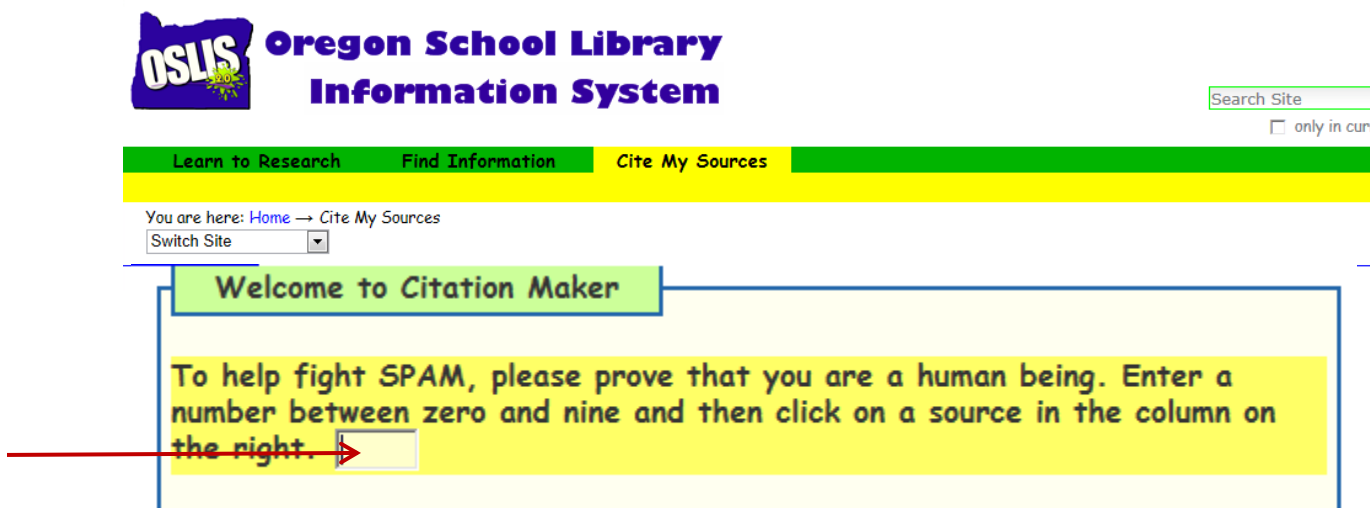 OSLIS
2.0
Oregon School Library
Information System
Search Site
only in cur
Learn to Research Find Information Cite My Sources
You are here: Home → Cite My Sources
Switch Site
Welcome to Citation Maker
To help fight SPAM, please prove that you are a human being. Enter a
number between zero and nine and then click on a source in the column on
the right.